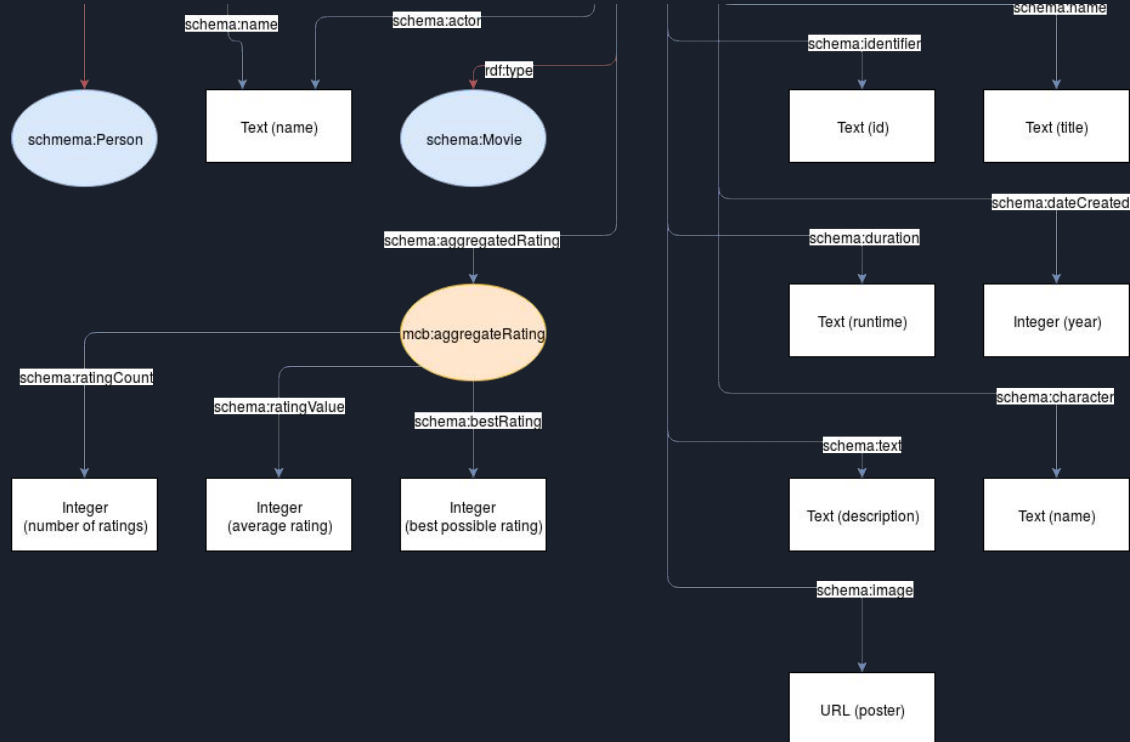 schema:name
schema:actor
schema:name
schema:identifier
rdf:type
schmema:Person
Text (name)
schema:Movie
Text (id)
Text (title)
schema:dateCreated
schema:aggregatedRating
schema:duration
mcb:aggregateRating
Text (runtime)
Integer (year)
schema:ratingCount
schema:ratingValue
schema:bestRating
schema:character
schema:text
Integer
(number of ratings)
Integer
(average rating)
Integer
(best possible rating)
Text (description)
Text (name)
schema:image
URL (poster)